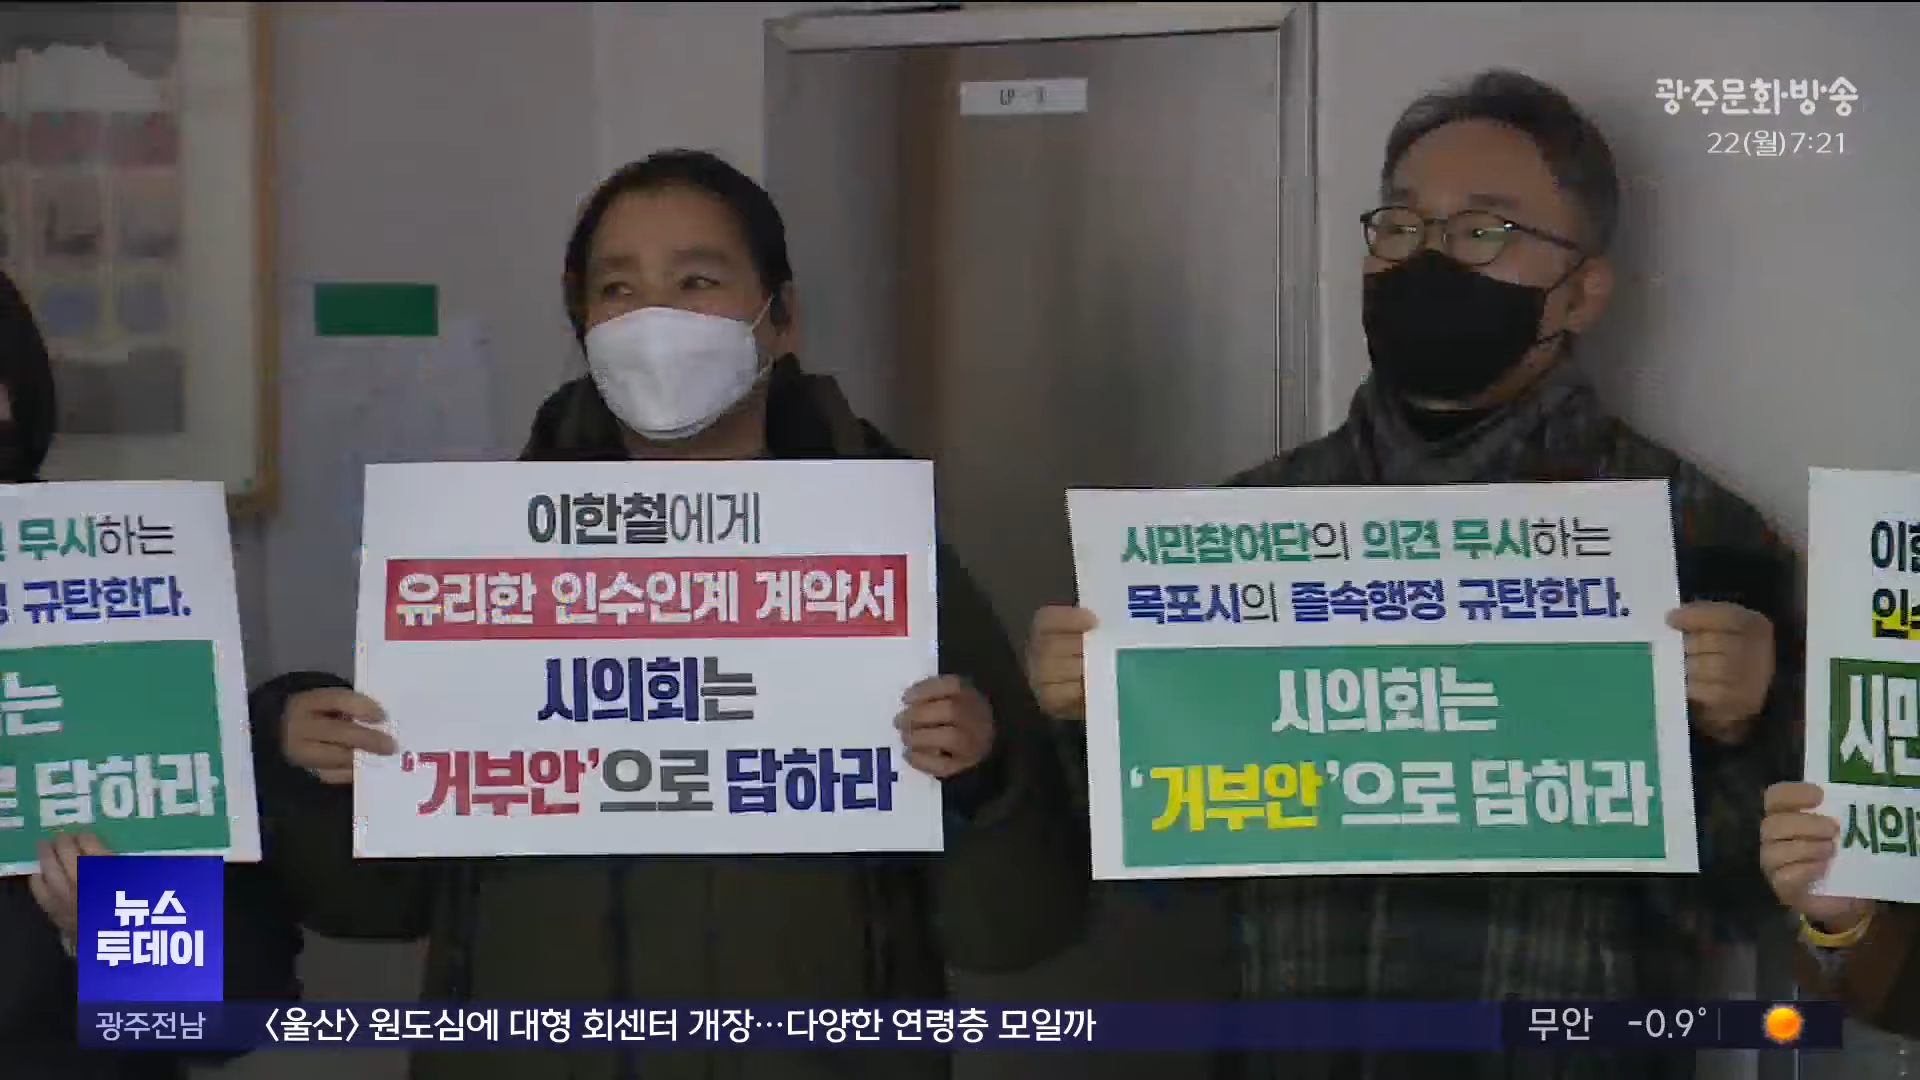 광주문화방송
22(월) 7:21
무시하는
규탄한다.
는
답하라
이한철에게
유리한 인수인계 계약서
시의회는
‘거부안’으로 답하라
시민참여단의 의견 무시하는
목포시의 졸속행정 규탄한다.
시의회는
‘거부안’으로 답하라
시의
뉴스
투데이
광주전남
〈울산〉 원도심에 대형 회센터 개장…다양한 연령층 모일까
무안 -0.9°